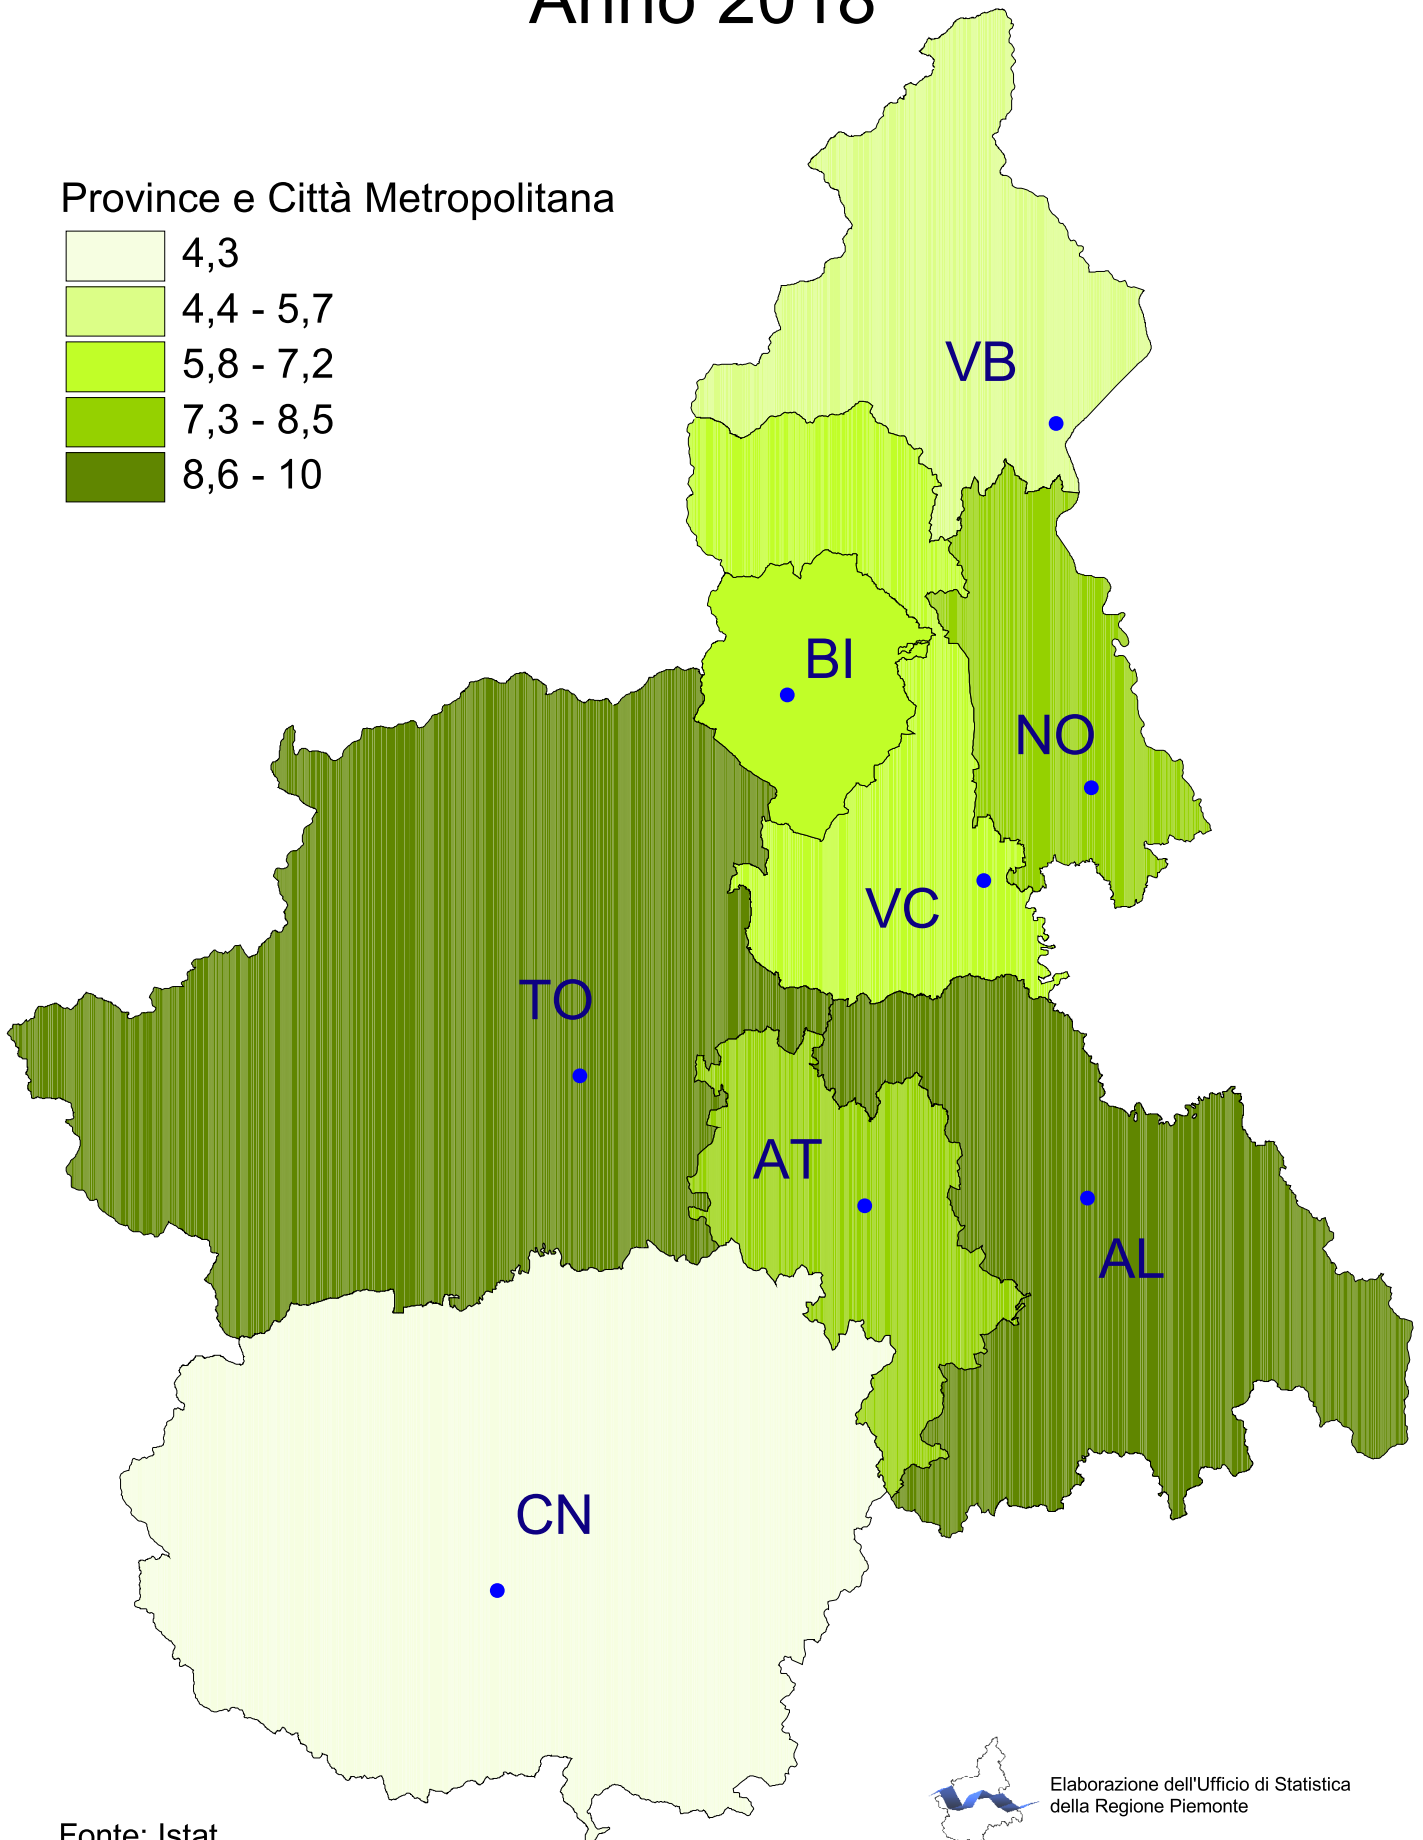 Anno 2018
Province e Città Metropolitana
4,3
4,4 - 5,7
5,8 - 7,2
7,3 - 8,5
8,6 - 10
VB
BI
NO
VC
TO
AT
AL
CN
Elaborazione dell'Ufficio di Statistica
della Regione Piemonte
Fonte: Istat